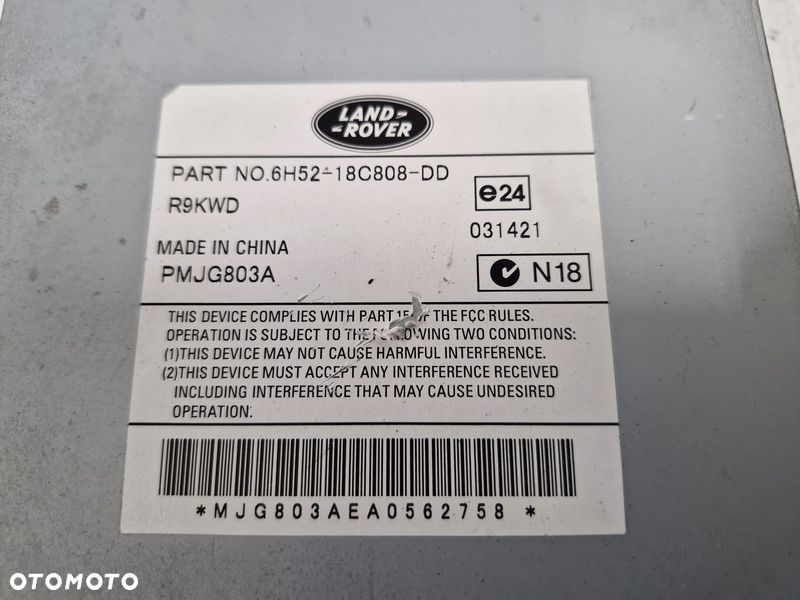 LAND-
-ROVER
PART NO.6H52-18C808-DD
e24
R9KWD
031421
MADE IN CHINA
PMJG803A
N18
THIS DEVICE COMPLIES WITH PART 15 OF THE FCC RULES.
OPERATION IS SUBJECT TO THE FOLLOWING TWO CONDITIONS:
(1)THIS DEVICE MAY NOT CAUSE HARMFUL INTERFERENCE.
(2)THIS DEVICE MUST ACCEPT ANY INTERFERENCE RECEIVED
INCLUDING INTERFERENCE THAT MAY CAUSE UNDESIRED
OPERATION.
*MJG803AEA0562758*
OTOMOTO